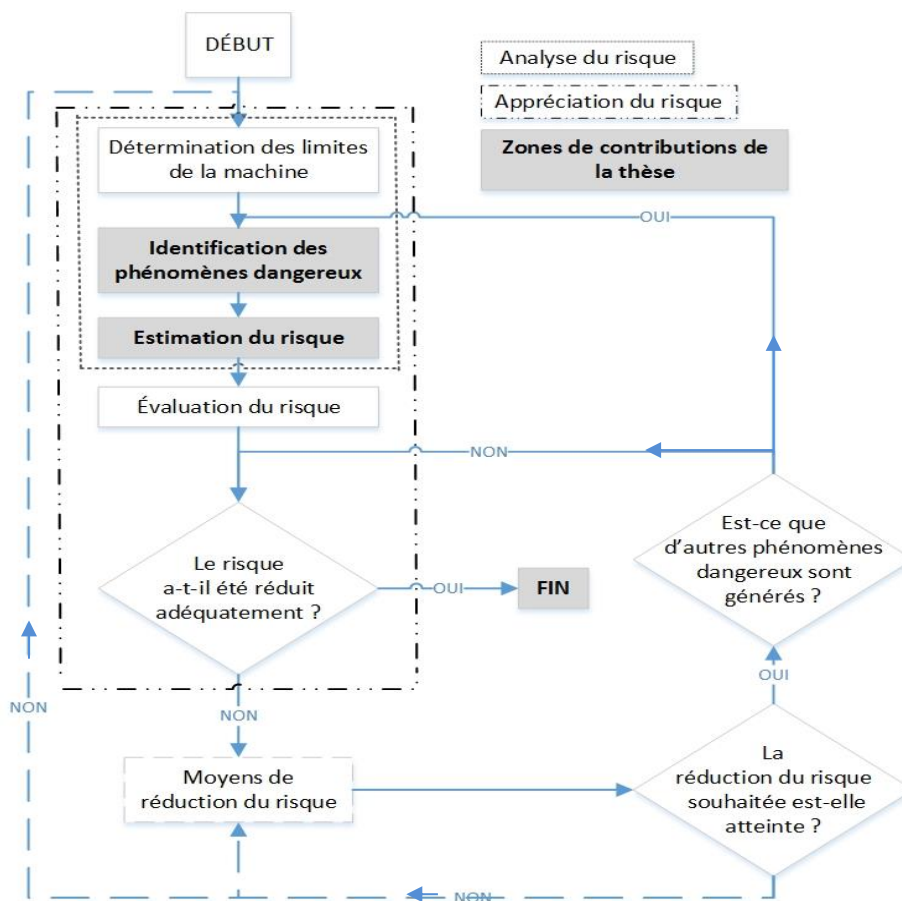 DÉBUT
Analyse du risque
Appréciation du risque
Zones de contributions de
la thèse
Détermination des limites
de la machine
OUI
Identification des
phénomènes dangereux
Estimation du risque
Évaluation du risque
NON
Est-ce que
d'autres phénomènes
dangereux sont
générés ?
Le risque
a-t-il été réduit
adéquatement ?
OUI
FIN
OUI
NON
NON
Moyens de
réduction du risque
La
réduction du risque
souhaitée est-elle
atteinte ?
NON